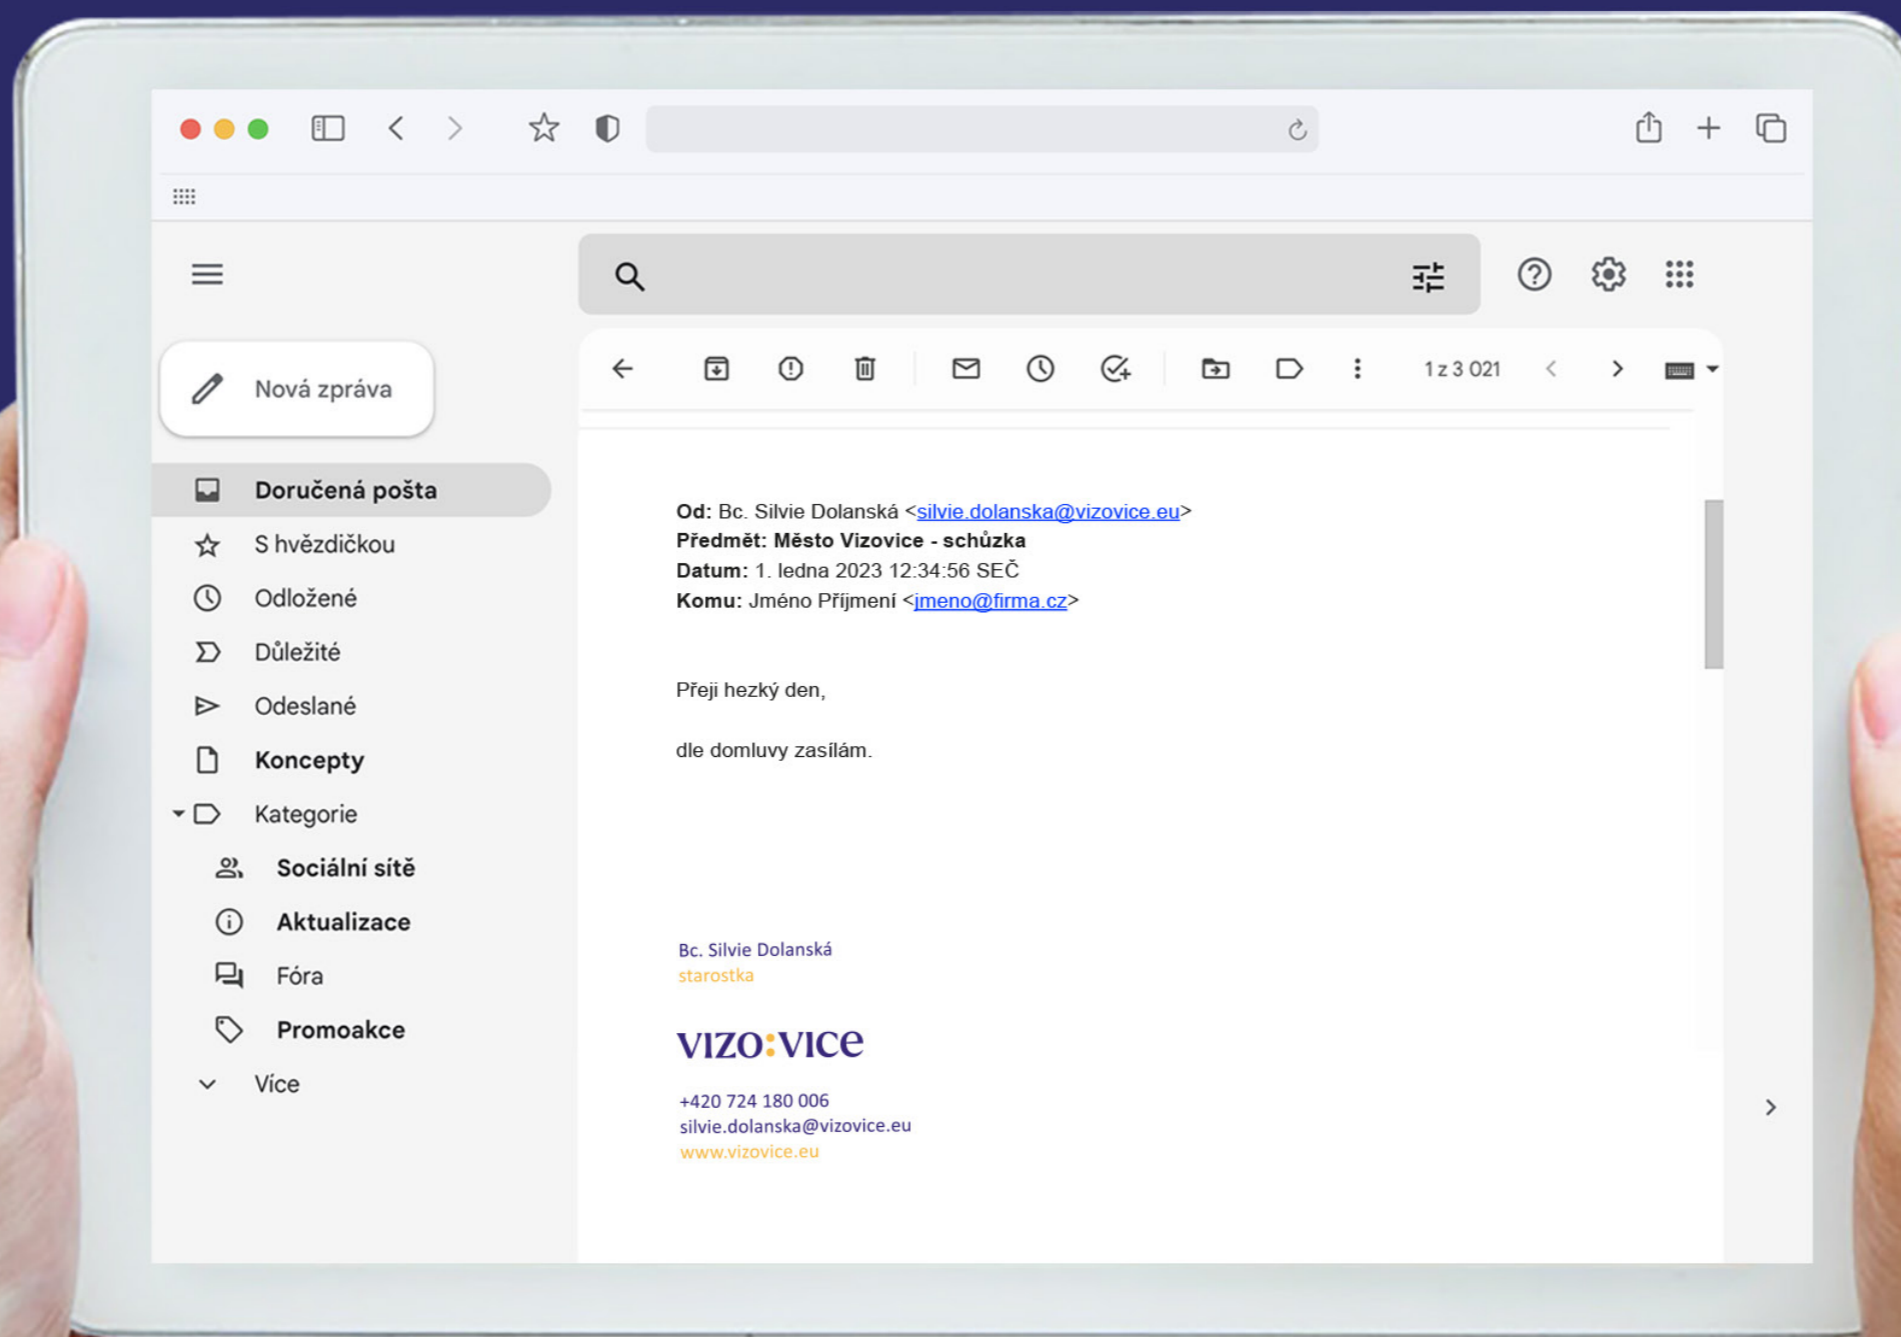 Nová zpráva
Doručená pošta
S hvězdičkou
Odložené
Důležité
Odeslané
Koncepty
Kategorie
Sociální sítě
Aktualizace
Fóra
Promoakce
Více
1 z 3 021
Od: Bc. Silvie Dolanská <silvie.dolanska@vizovice.eu>
Předmět: Město Vizovice - schůzka
Datum: 1. ledna 2023 12:34:56 SEČ
Komu: Jméno Příjmení <jmeno@firma.cz>
Přeji hezký den,
dle domluvy zasílám.
Bc. Silvie Dolanská
starostka
VIZO:VICe
+420 724 180 006
silvie.dolanska@vizovice.eu
www.vizovice.eu